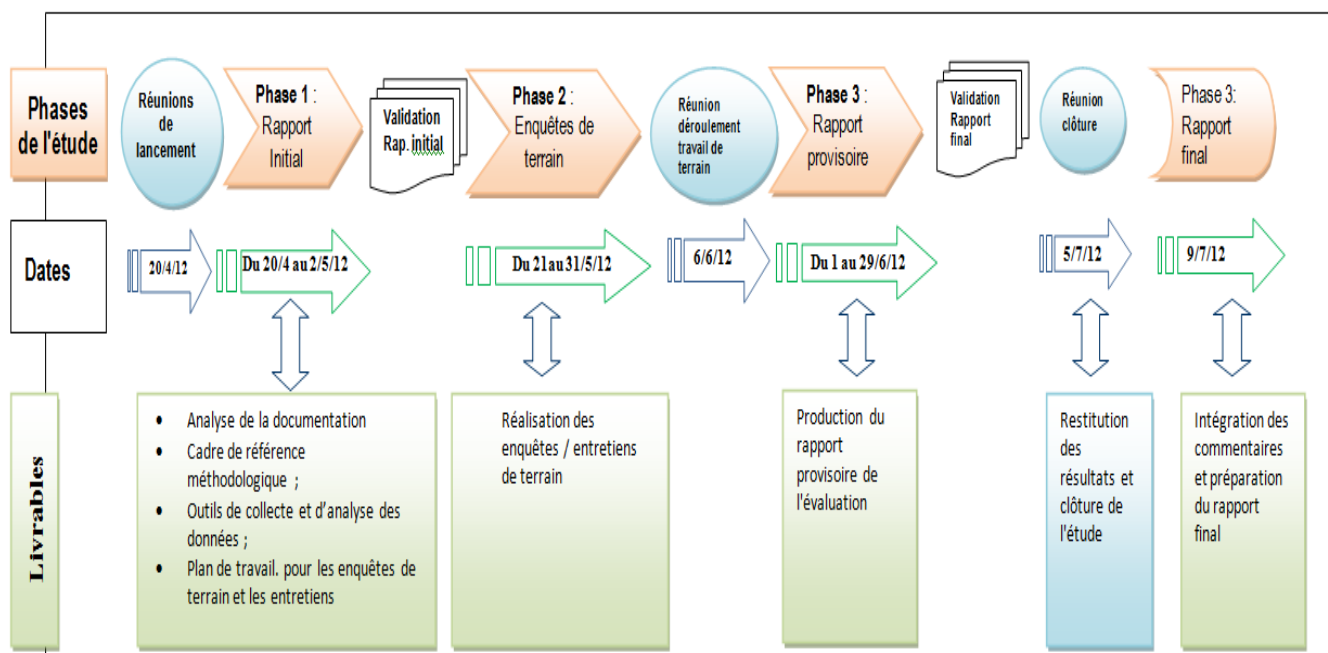 Phases
de l'étude
Réunions
de
lancement
Phase 1 :
Rapport
Initial
Validation
Rap. initial
Phase 2 :
Enquêtes de
terrain
Réunion
déroulement
travail de
terrain
Phase 3 :
Rapport
provisoire
Validation
Rapport
final
Réunion
clôture
Phase 3:
Rapport
final
Dates
20/4/12
Du 20/4 au 2/5/12
Du 21 au 31/5/12
6/6/12
Du 1 au 29/6/12
5/7/12
9/7/12
Livrables
• Analyse de la documentation
• Cadre de référence
méthodologique ;
• Outils de collecte et d'analyse des
données ;
• Plan de travail. pour les enquêtes de
terrain et les entretiens
Réalisation des
enquêtes / entretiens
de terrain
Production du
rapport
provisoire de
l'évaluation
Restitution
des
résultats et
clôture de
l'étude
Intégration des
commentaires
et préparation
du rapport
final